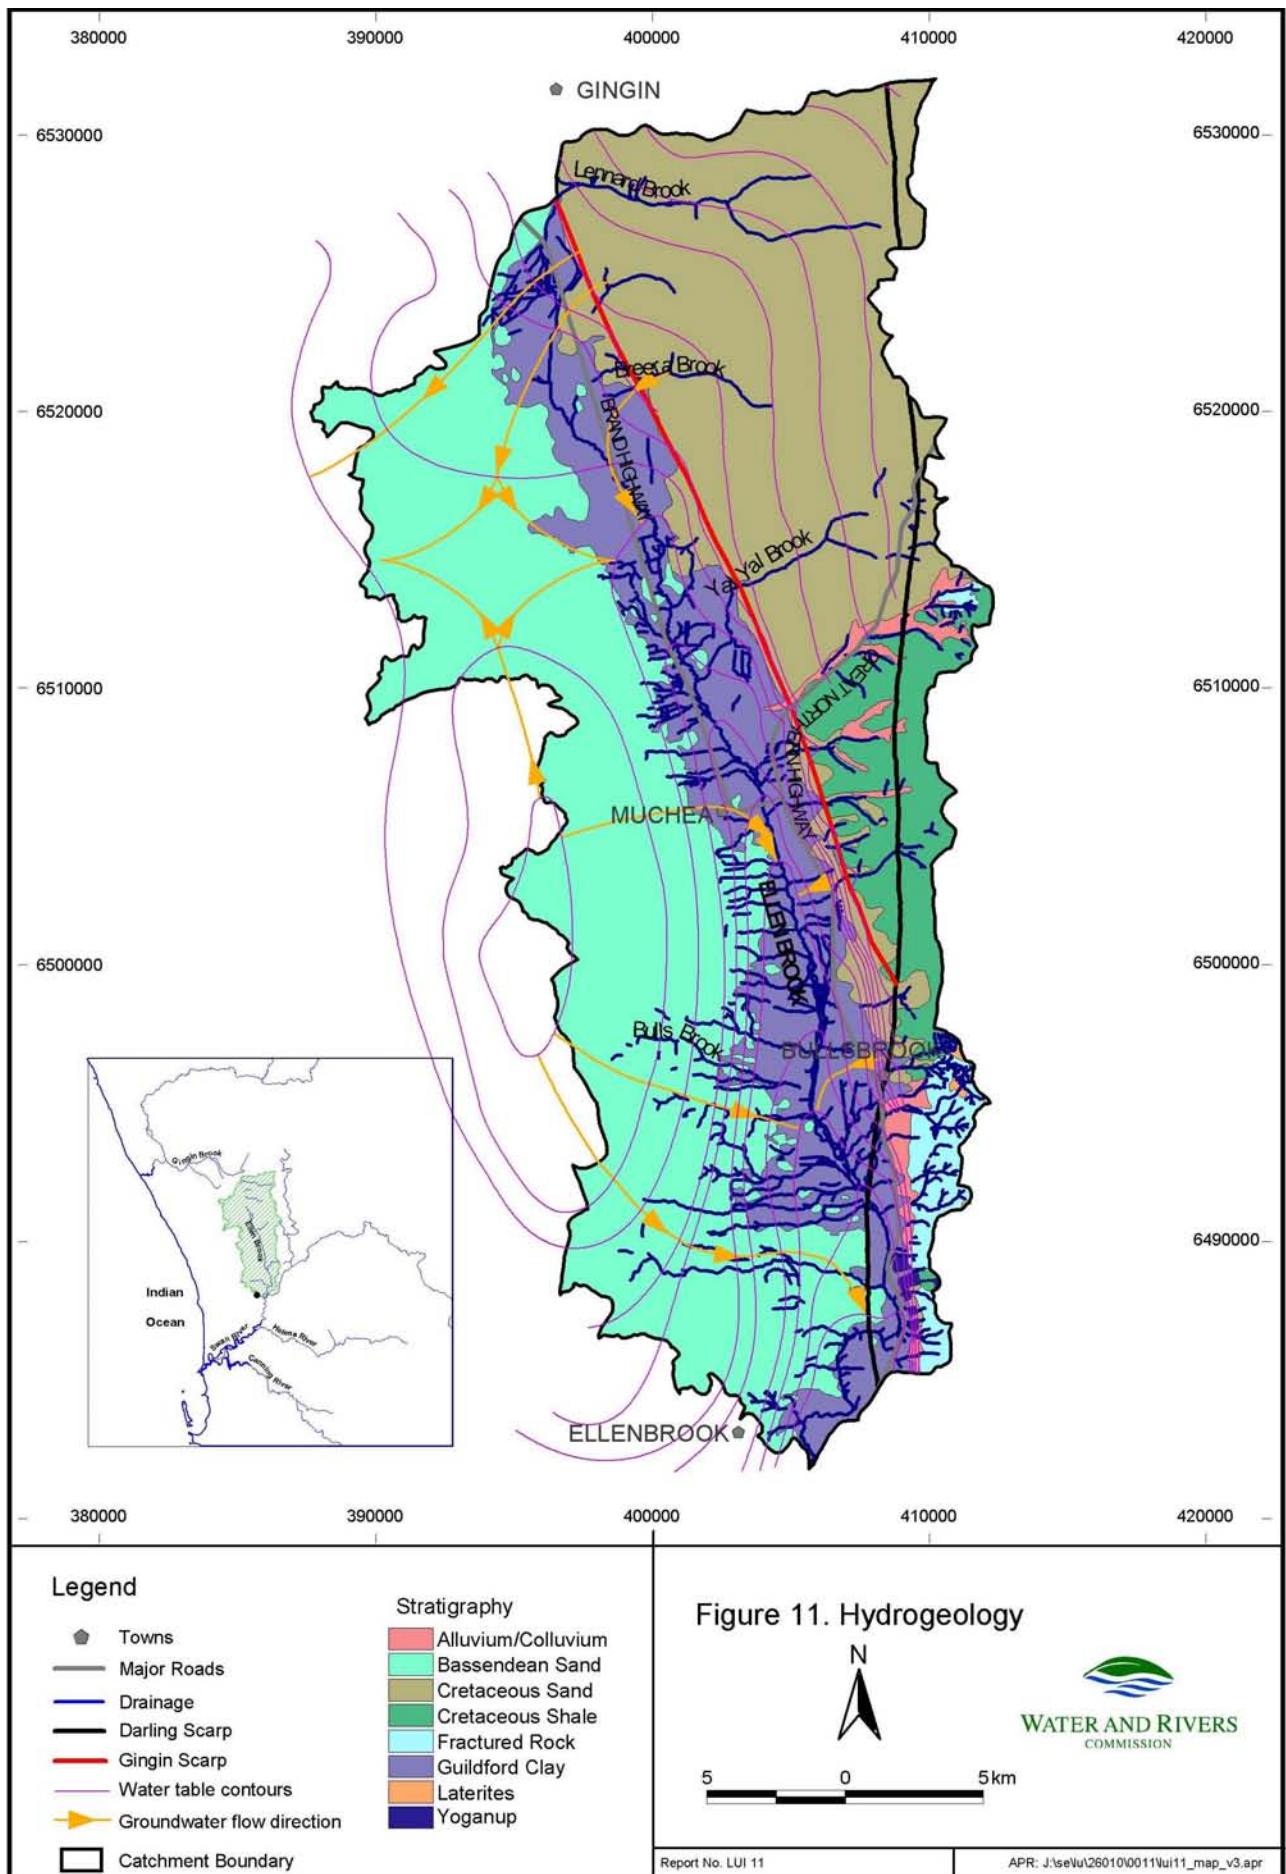 380000 390000 400000 410000 420000
GINGIN
6530000 6530000
Lennard Brook
6520000 6520000
Breera Brook
BRAND HIGHWAY
Yal Yal Brook
GREAT NORTHERN HIGHWAY
6510000 6510000
MUCHEA
ELLEN BROOK
6500000 6500000
Bulls Brook
BULLSBROOK
6490000
Gingin Brook
Ellen Brook
Indian
Ocean
Swan River
Helena River
Canning River
ELLENBROOK
380000 390000 400000 410000 420000
Legend
Towns
Major Roads
Drainage
Darling Scarp
Gingin Scarp
Water table contours
Groundwater flow direction
Catchment Boundary
Stratigraphy
Alluvium/Colluvium
Bassendean Sand
Cretaceous Sand
Cretaceous Shale
Fractured Rock
Guildford Clay
Laterites
Yoganup
Figure 11. Hydrogeology
N
5 0 5 km
WATER AND RIVERS
COMMISSION
Report No. LUI 11
APR: J:\se\lu\26010\0011\lui11_map_v3.apr